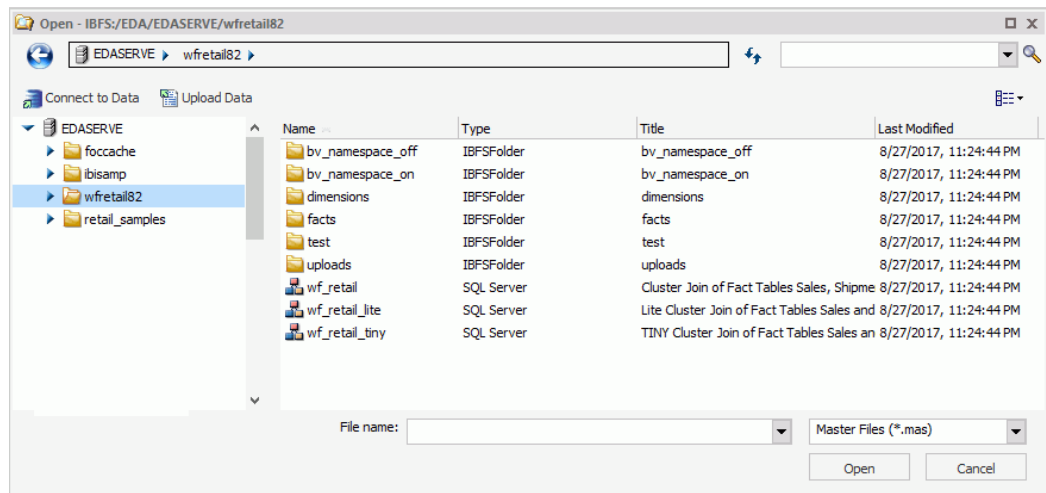 Open - IBFS:/EDA/EDASERVE/wfretail82
EDASERVE wfretail82
Connect to Data Upload Data
EDASERVE
foccache
ibisamp
wfretail82
retail_samples
Name Type Title Last Modified
bv_namespace_off IBFSFolder bv_namespace_off 8/27/2017, 11:24:44 PM
bv_namespace_on IBFSFolder bv_namespace_on 8/27/2017, 11:24:44 PM
dimensions IBFSFolder dimensions 8/27/2017, 11:24:44 PM
facts IBFSFolder facts 8/27/2017, 11:24:44 PM
test IBFSFolder test 8/27/2017, 11:24:44 PM
uploads IBFSFolder uploads 8/27/2017, 11:24:44 PM
wf_retail SQL Server Cluster Join of Fact Tables Sales, Shipme 8/27/2017, 11:24:44 PM
wf_retail_lite SQL Server Lite Cluster Join of Fact Tables Sales and 8/27/2017, 11:24:44 PM
wf_retail_tiny SQL Server TINY Cluster Join of Fact Tables Sales an 8/27/2017, 11:24:44 PM
File name: Master Files (*.mas)
Open Cancel